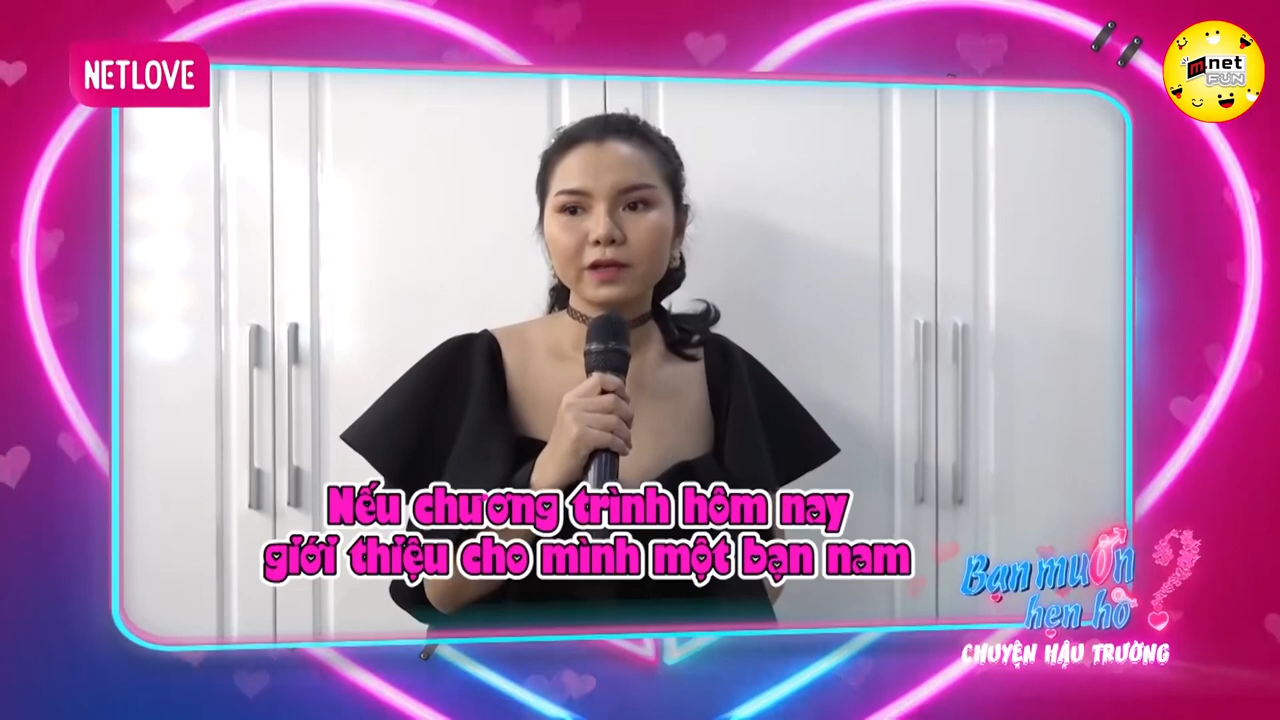 NETLOVE
mnet
FUN
Nếu chương trình hôm nay
giới thiệu cho mình một bạn nam
Bạn muốn
hẹn hò?
CHUYỆN HẬU TRƯỜNG